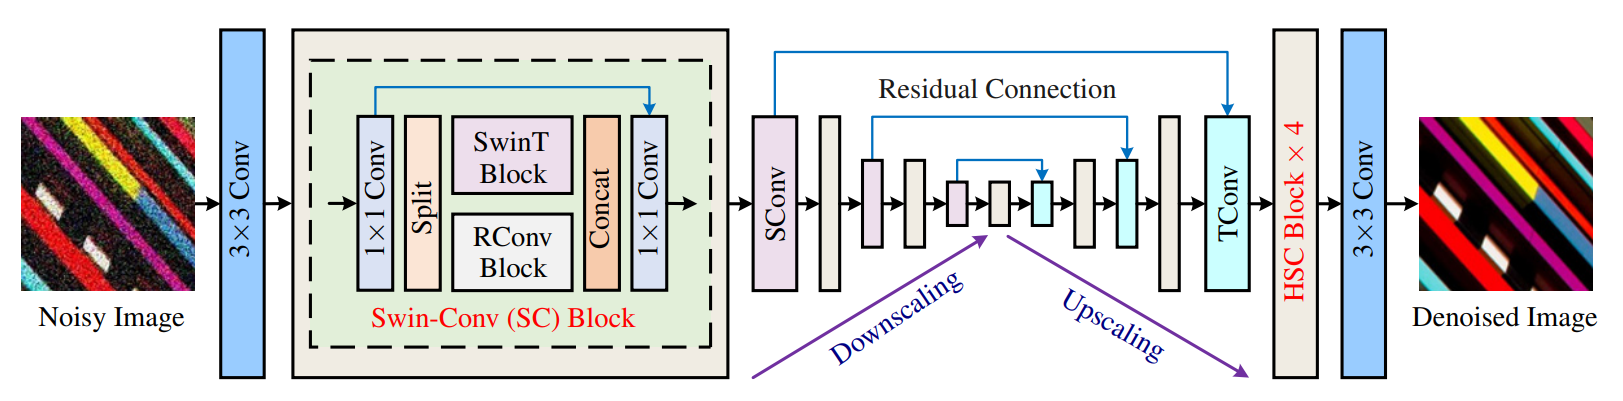 Noisy Image
3×3 Conv
1×1 Conv
Split
SwinT
Block
RConv
Block
Concat
1×1 Conv
Swin-Conv (SC) Block
SConv
Residual Connection
Downscaling
Upscaling
TConv
HSC Block × 4
3×3 Conv
Denoised Image